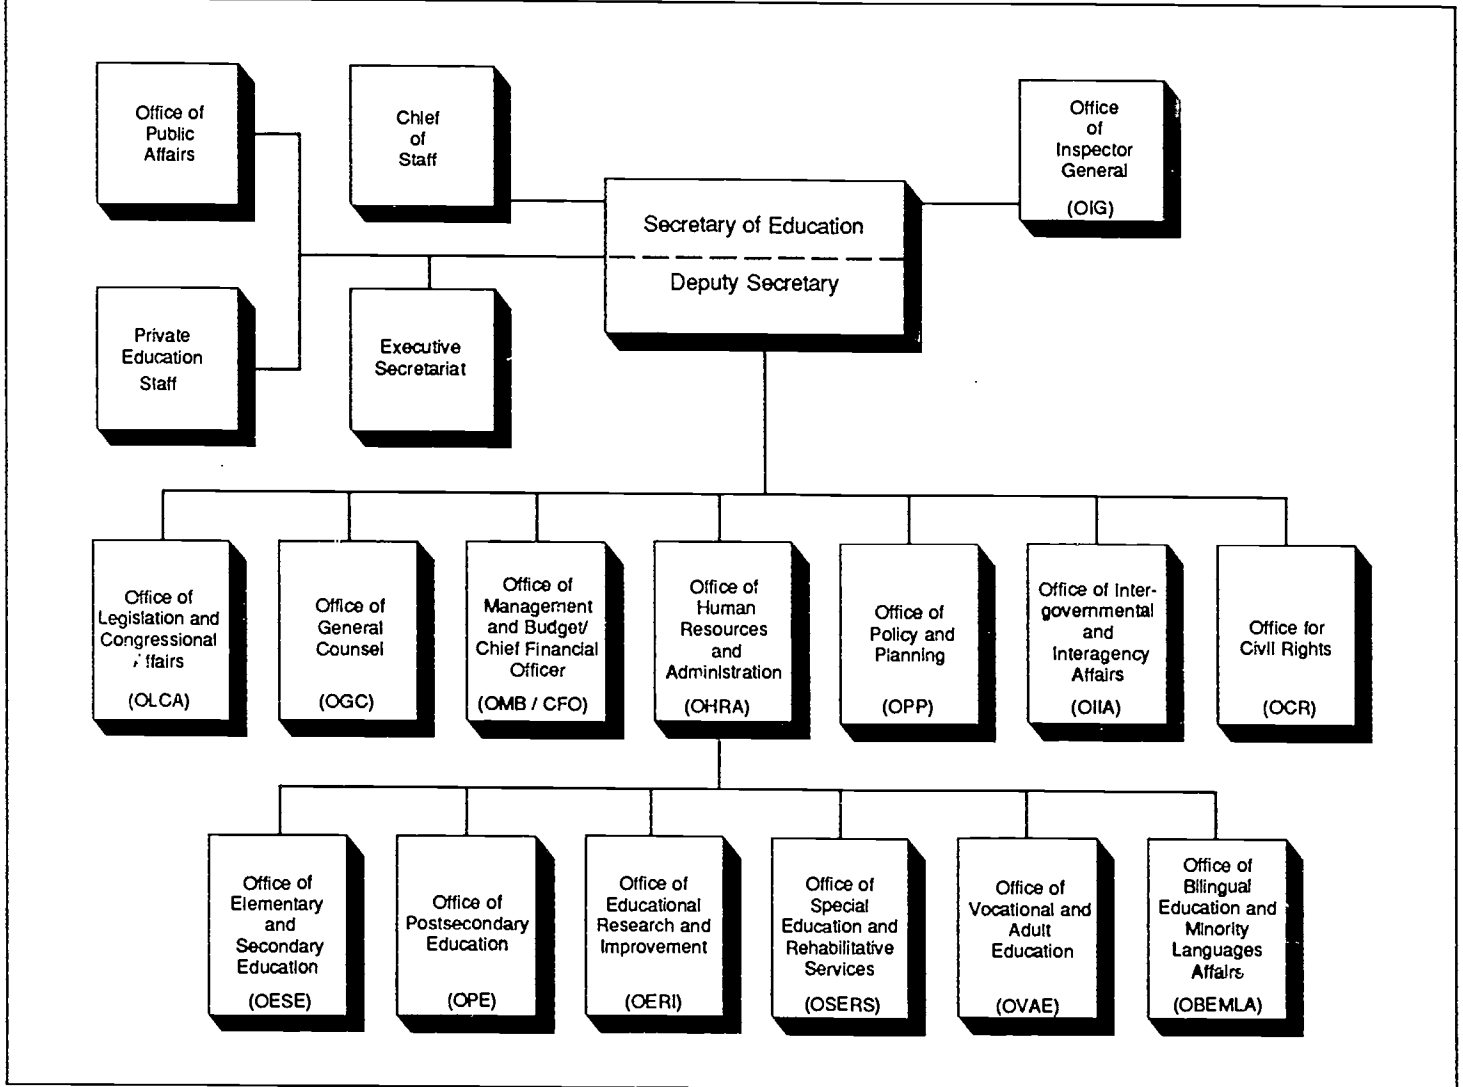 Office of
Public
Affairs
Chief
of
Staff
Office
of
Inspector
General
(OIG)
Secretary of Education
Deputy Secretary
Private
Education
Staff
Executive
Secretariat
Office of
Legislation and
Congressional
Affairs
(OLCA)
Office of
General
Counsel
(OGC)
Office of
Management
and Budget/
Chief Financial
Officer
(OMB / CFO)
Office of
Human
Resources
and
Administration
(OHRA)
Office of
Policy and
Planning
(OPP)
Office of Inter-
governmental
and
Interagency
Affairs
(OIIA)
Office for
Civil Rights
(OCR)
Office of
Elementary
and
Secondary
Education
(OESE)
Office of
Postsecondary
Education
(OPE)
Office of
Educational
Research and
Improvement
(OERI)
Office of
Special
Education and
Rehabilitative
Services
(OSERS)
Office of
Vocational and
Adult
Education
(OVAE)
Office of
Bilingual
Education and
Minority
Languages
Affairs
(OBEMLA)